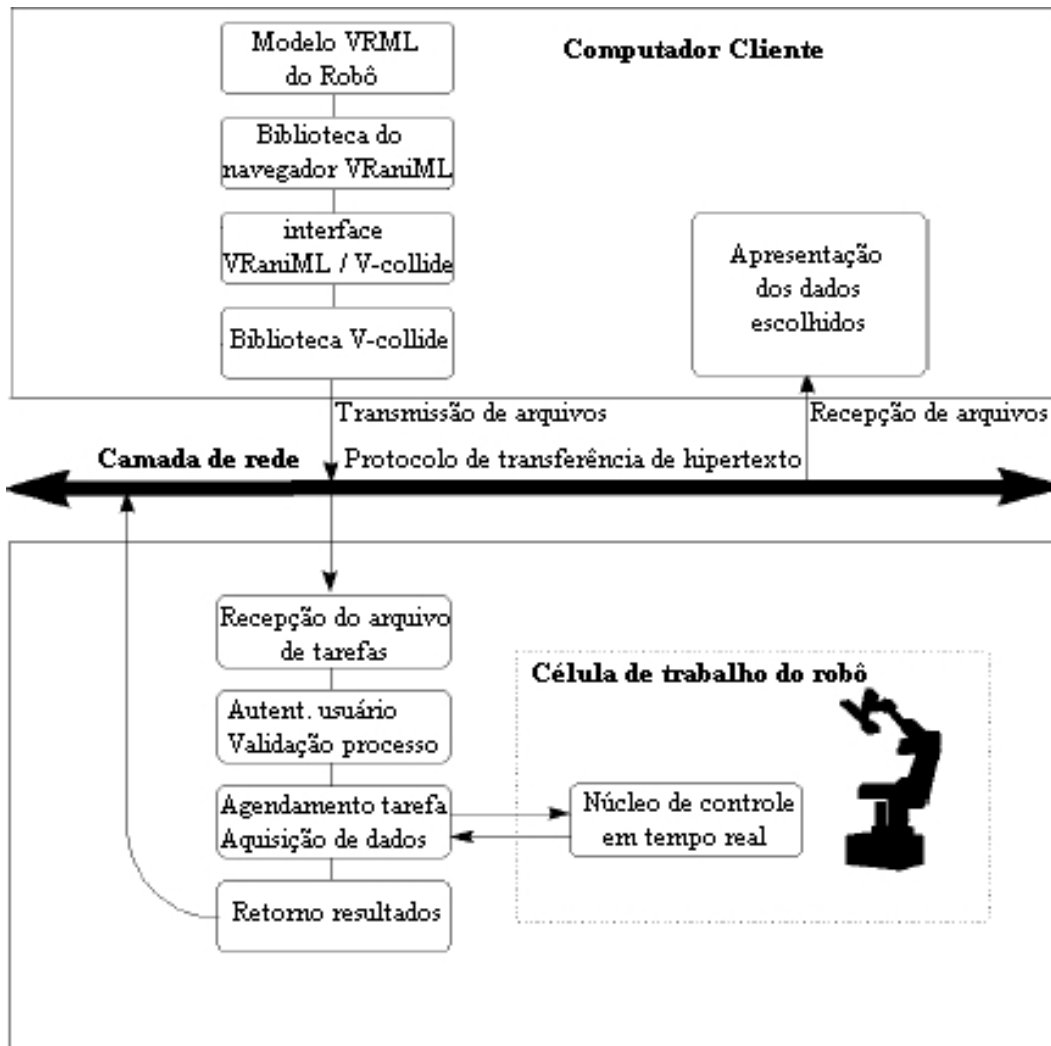 Modelo VRML
do Robô
Computador Cliente
Biblioteca do
navegador VRaniML
interface
VRaniML / V-collide
Biblioteca V-collide
Apresentação
dos dados
escolhidos
Transmissão de arquivos
Recepção de arquivos
Camada de rede
Protocolo de transferência de hipertexto
Recepção do arquivo
de tarefas
Autent. usuário
Validação processo
Agendamento tarefa
Aquisição de dados
Retorno resultados
Célula de trabalho do robô
Núcleo de controle
em tempo real